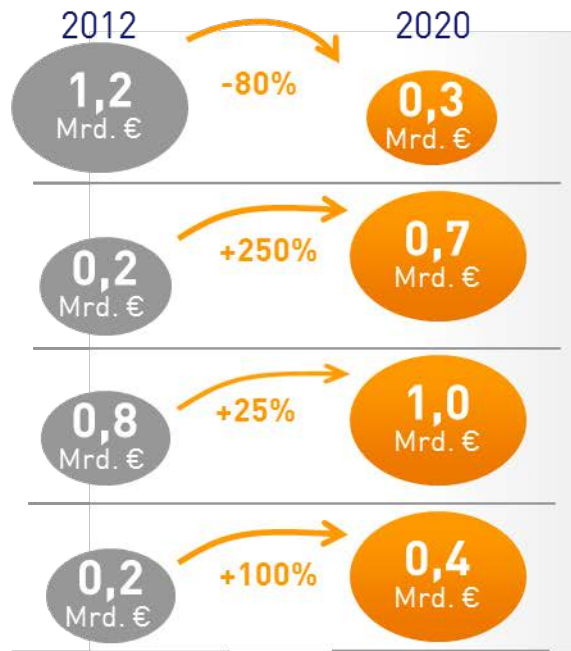 2012 2020
1,2
Mrd. €
-80%
0,3
Mrd. €
0,2
Mrd. €
+250%
0,7
Mrd. €
0,8
Mrd. €
+25%
1,0
Mrd. €
0,2
Mrd. €
+100%
0,4
Mrd. €